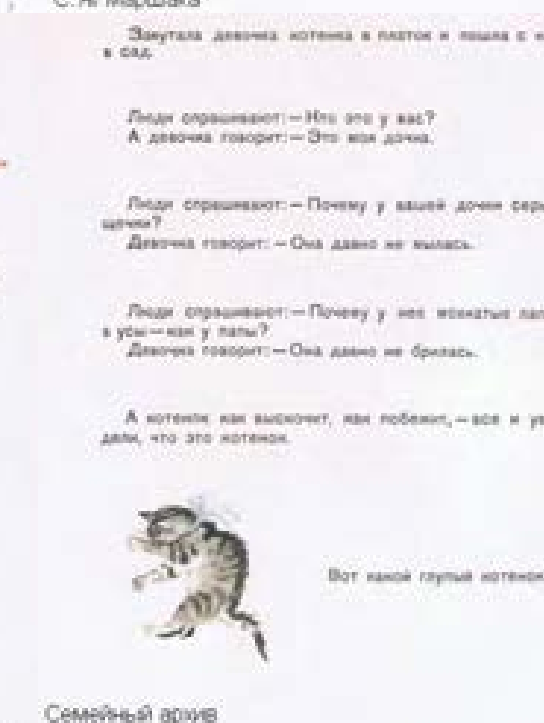 С. Я. Маршака
Закутала девочка котенка в платок и пошла с н
в сад.
Люди спрашивают: — Кто это у вас?
А девочка говорит: — Это моя дочка.
Люди спрашивают: — Почему у вашей дочки серы
щечки?
Девочка говорит: — Она давно не мылась.
Люди спрашивают: — Почему у нее мохнатые лап
а усы — как у папы?
Девочка говорит: — Она давно не брилась.
А котенок как выскочит, как побежит, — все и ув
дели, что это котенок.
Вот какой глупый котенок
Семейный архив